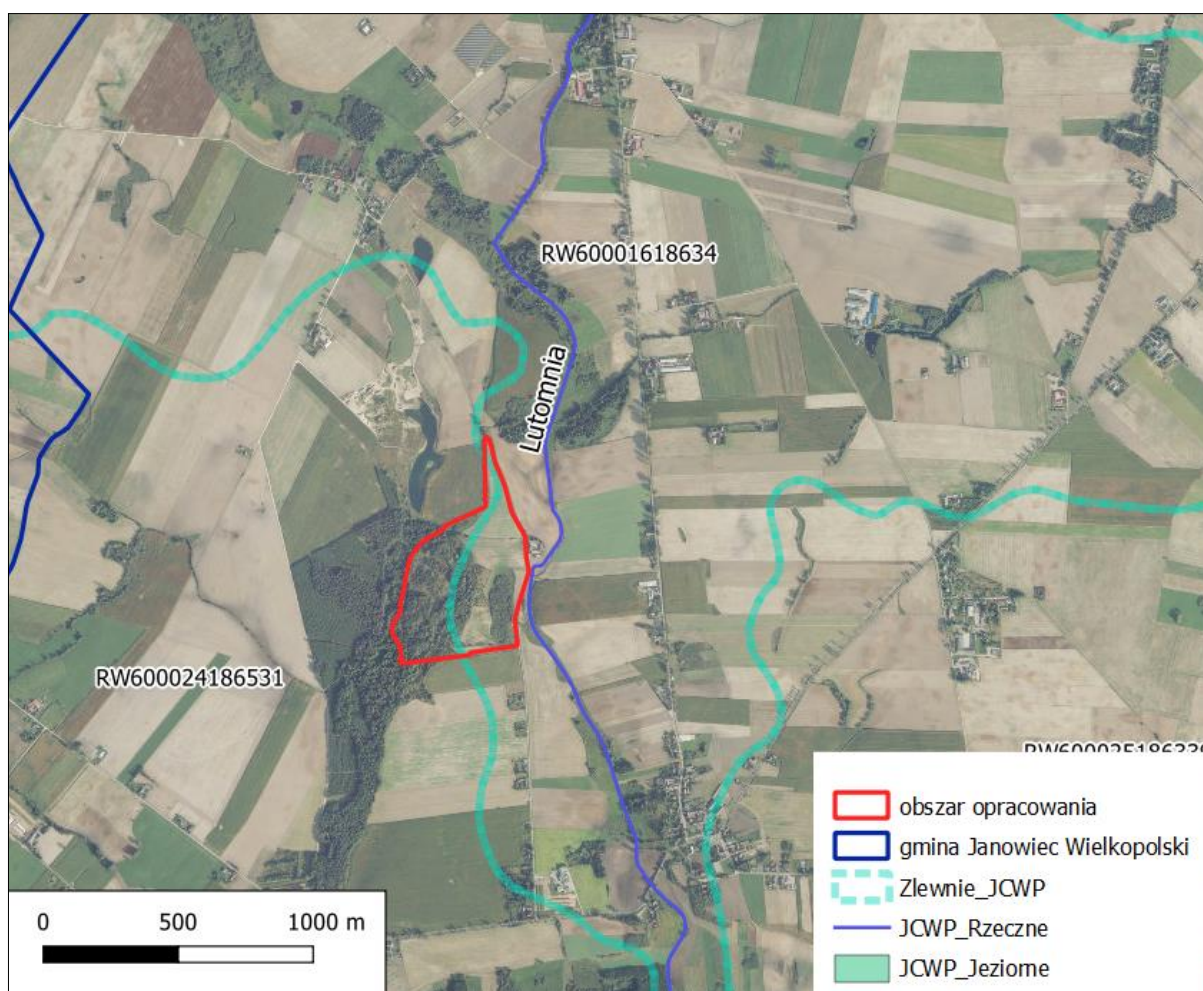 RW60001618634
Lutomnia
RW600024186531
obszar opracowania
gmina Janowiec Wielkopolski
Zlewnie_JCWP
JCWP_Rzeczne
JCWP_Jeziorne
0 500 1000 m